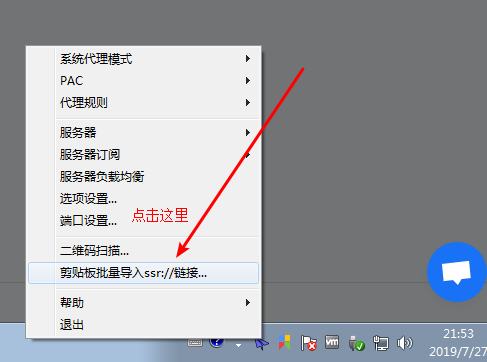 系统代理模式
PAC
代理规则
服务器
服务器订阅
服务器负载均衡
选项设置...
端口设置...
点击这里
二维码扫描...
剪贴板批量导入ssr://链接...
帮助
退出
vm
21:53
2019/7/27